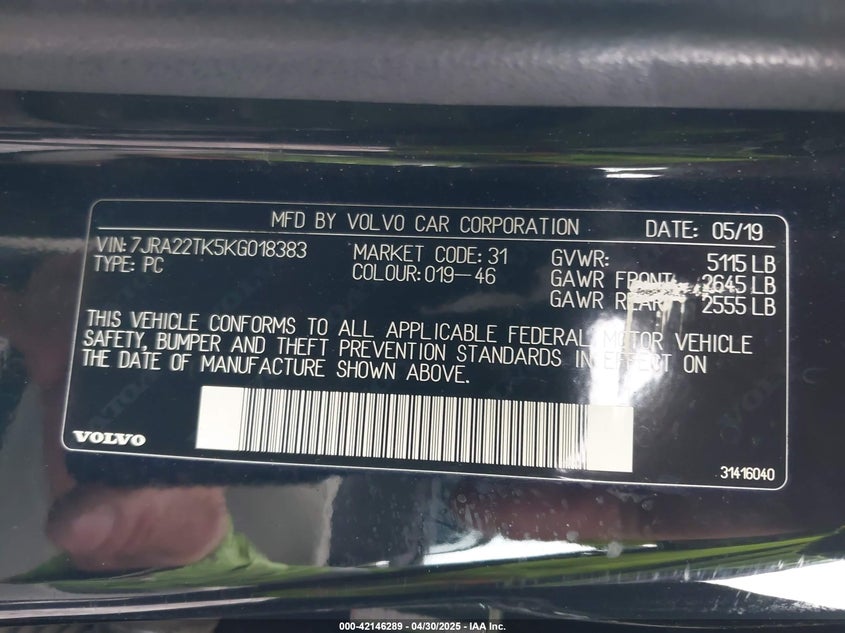 MFD BY VOLVO CAR CORPORATION DATE: 05/19
VIN: 7JRA22TK5KG018383 MARKET CODE: 31 GVWR: 5115 LB
TYPE: PC COLOUR: 019-46 GAWR FRONT 2645 LB
GAWR REAR 2555 LB
THIS VEHICLE CONFORMS TO ALL APPLICABLE FEDERAL MOTOR VEHICLE
SAFETY, BUMPER AND THEFT PREVENTION STANDARDS IN EFFECT ON
THE DATE OF MANUFACTURE SHOWN ABOVE.
VOLVO
31416040
000-42146289 - 04/30/2025 - IAA Inc.